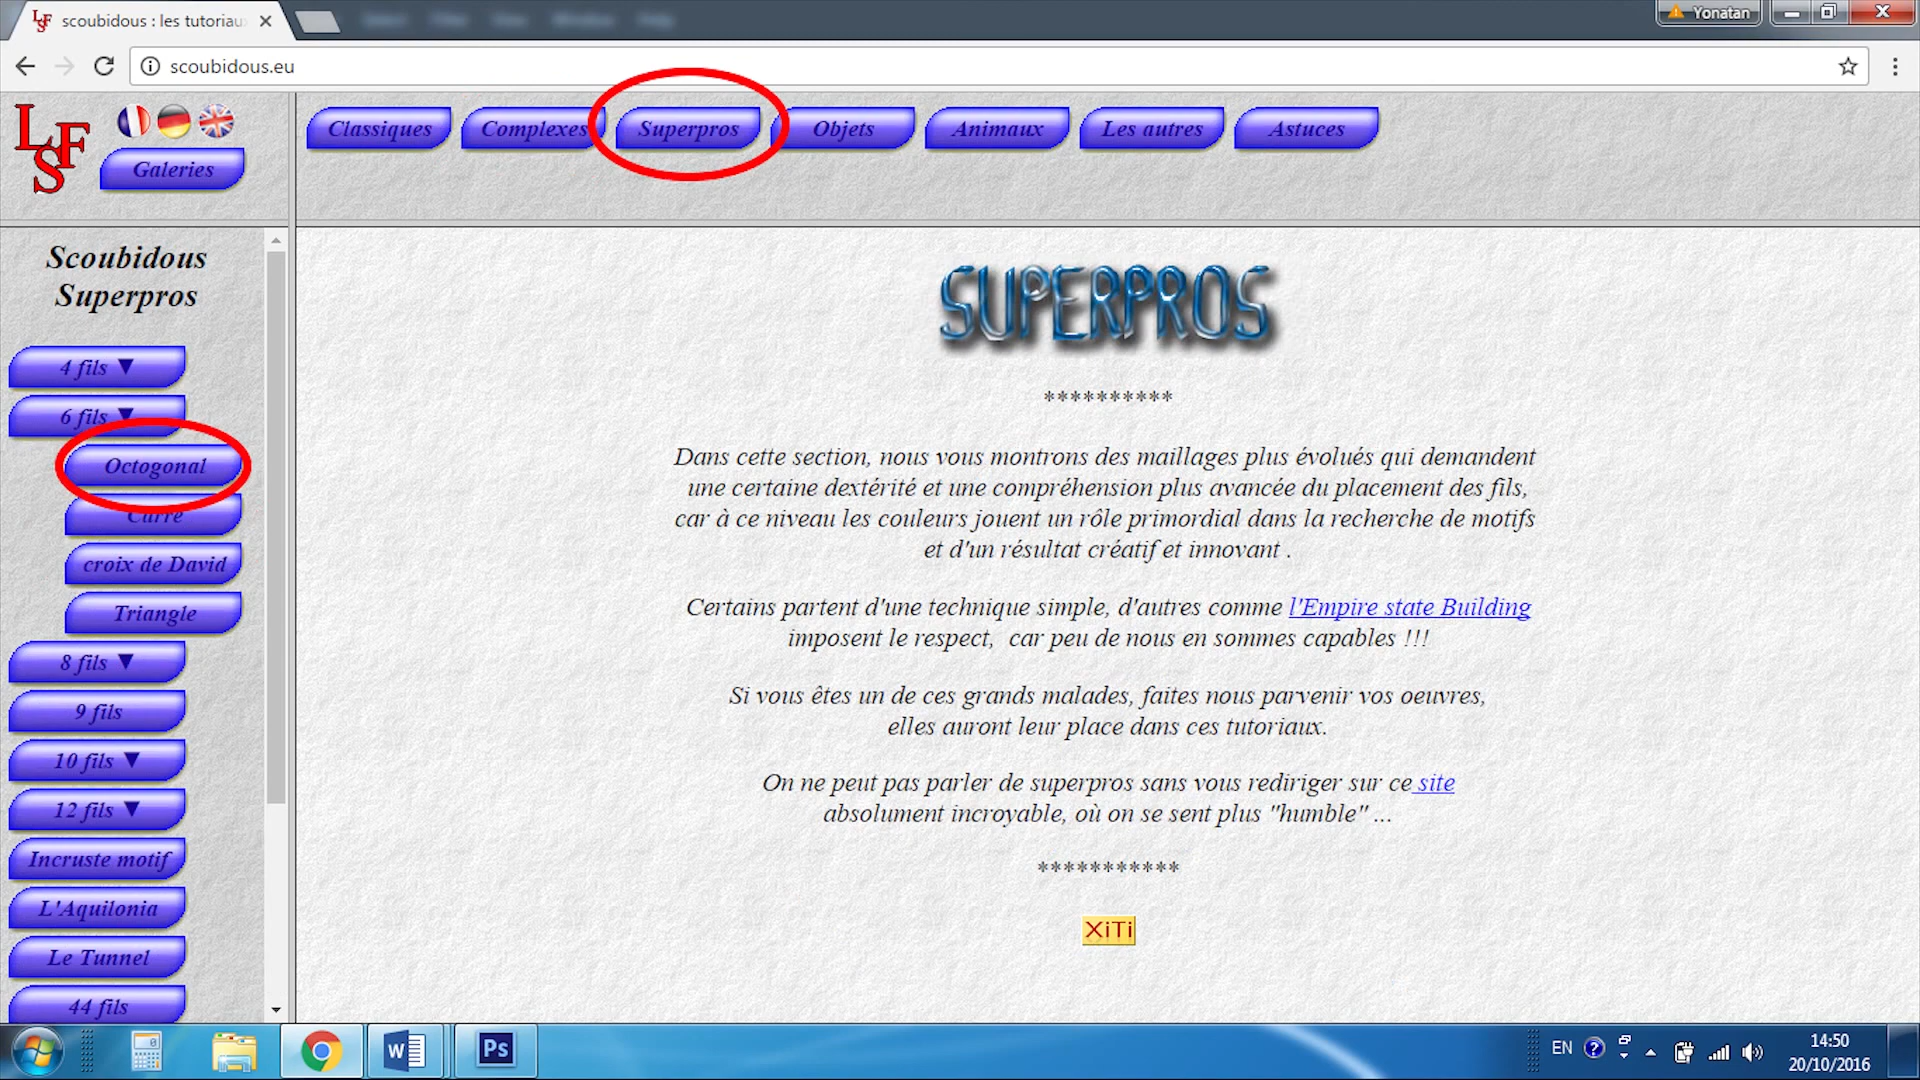 Select Filter View Window Help
Yonatan
scoubidous : les tutoriau
scoubidous.eu
LSF
Galeries
Classiques Complexes Superpros Objets Animaux Les autres Astuces
Scoubidous
Superpros
4 fils ▼
6 fils ▼
Octogonal
Carré
croix de David
Triangle
8 fils ▼
9 fils
10 fils ▼
12 fils ▼
Incruste motif
L'Aquilonia
Le Tunnel
44 fils
SUPERPROS
**********
Dans cette section, nous vous montrons des maillages plus évolués qui demandent
une certaine dextérité et une compréhension plus avancée du placement des fils,
car à ce niveau les couleurs jouent un rôle primordial dans la recherche de motifs
et d'un résultat créatif et innovant .
Certains partent d'une technique simple, d'autres comme l'Empire state Building
imposent le respect, car peu de nous en sommes capables !!!
Si vous êtes un de ces grands malades, faites nous parvenir vos oeuvres,
elles auront leur place dans ces tutoriaux.
On ne peut pas parler de superpros sans vous rediriger sur ce site
absolument incroyable, où on se sent plus "humble" ...
***********
XiTi
W
Ps
EN
14:50
20/10/2016